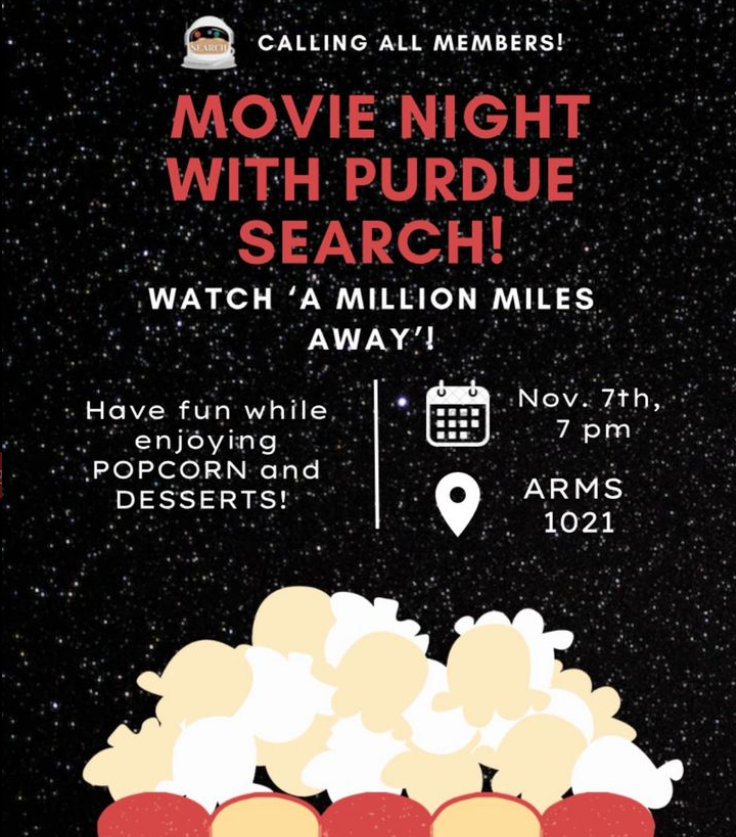 SEARCH
CALLING ALL MEMBERS!
MOVIE NIGHT
WITH PURDUE
SEARCH!
WATCH ‘A MILLION MILES
AWAY’!
Have fun while
enjoying
POPCORN and
DESSERTS!
Nov. 7th,
7 pm
ARMS
1021